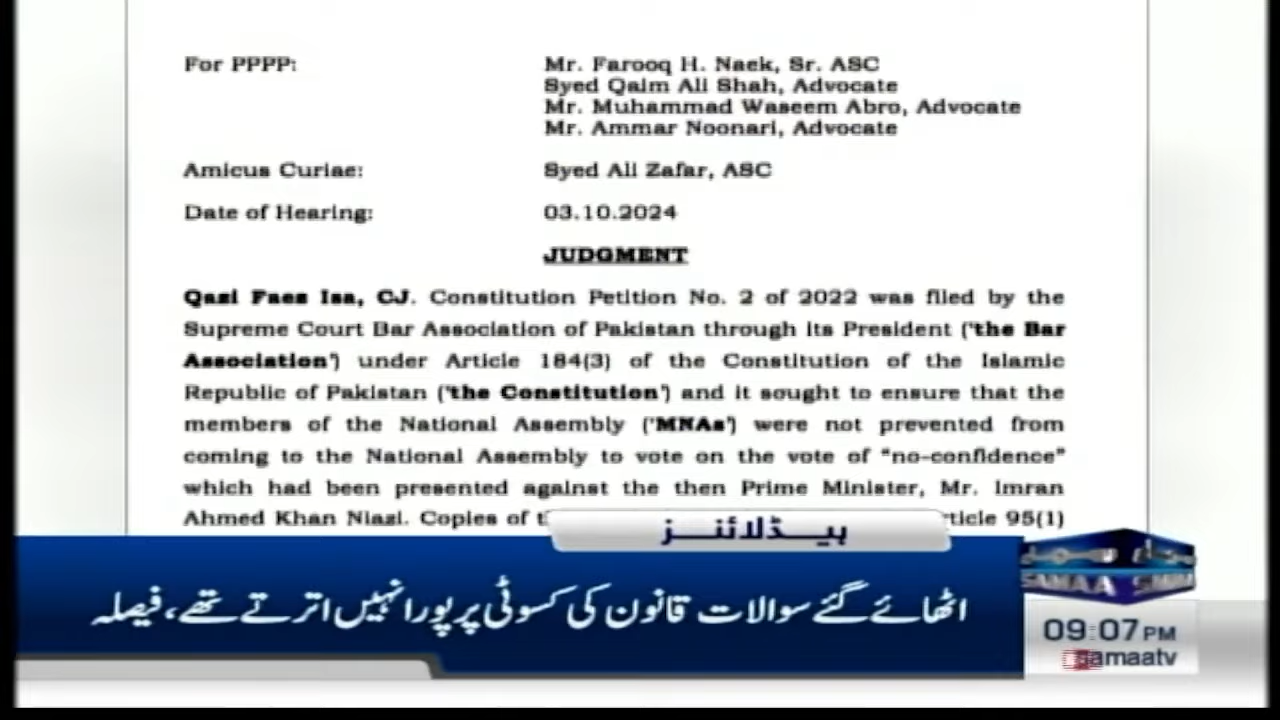 For PPPP: Mr. Farooq H. Naek, Sr. ASC
Syed Qaim Ali Shah, Advocate
Mr. Muhammad Waseem Abro, Advocate
Mr. Ammar Noonari, Advocate
Amicus Curiae: Syed Ali Zafar, ASC
Date of Hearing: 03.10.2024
JUDGMENT
Qazi Faez Isa, CJ. Constitution Petition No. 2 of 2022 was filed by the
Supreme Court Bar Association of Pakistan through its President ('the Bar
Association') under Article 184(3) of the Constitution of the Islamic
Republic of Pakistan ('the Constitution') and it sought to ensure that the
members of the National Assembly ('MNAs') were not prevented from
coming to the National Assembly to vote on the vote of “no-confidence”
which had been presented against the then Prime Minister, Mr. Imran
Ahmed Khan Niazi. Copies of 95(1)
ہیڈلائنز
اٹھائے گئے سوالات قانون کی کسوٹی پر پورا نہیں اترتے تھے، فیصلہ
SAMAA
09:07 PM
samaatv